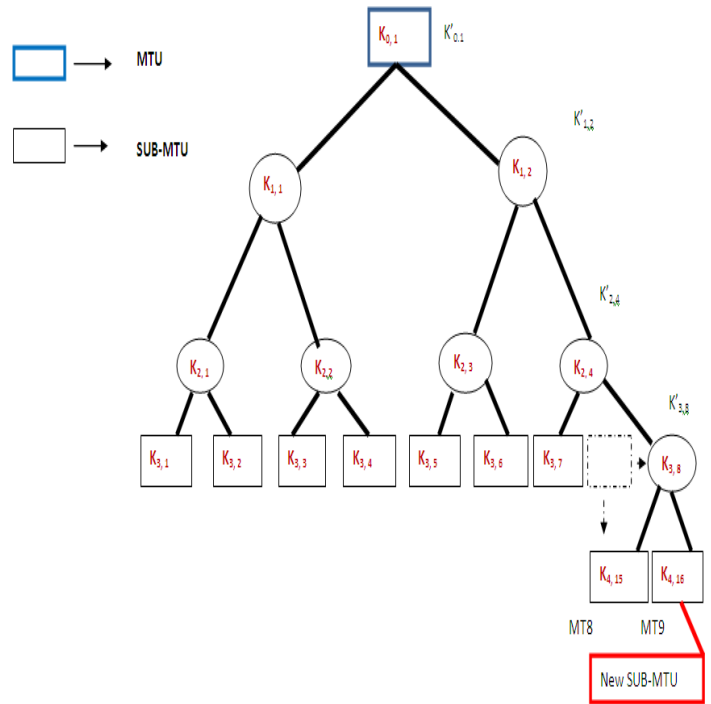 K0, 1
K'0.1
MTU
SUB-MTU
K'1,2
K1, 1
K1, 2
K'2,4
K2, 1
K2,2
K2, 3
K2, 4
K'3,8
K3, 1
K3, 2
K3, 3
K3, 4
K3, 5
K3, 6
K3, 7
K3, 8
K4, 15
K4, 16
MT8
MT9
New SUB-MTU